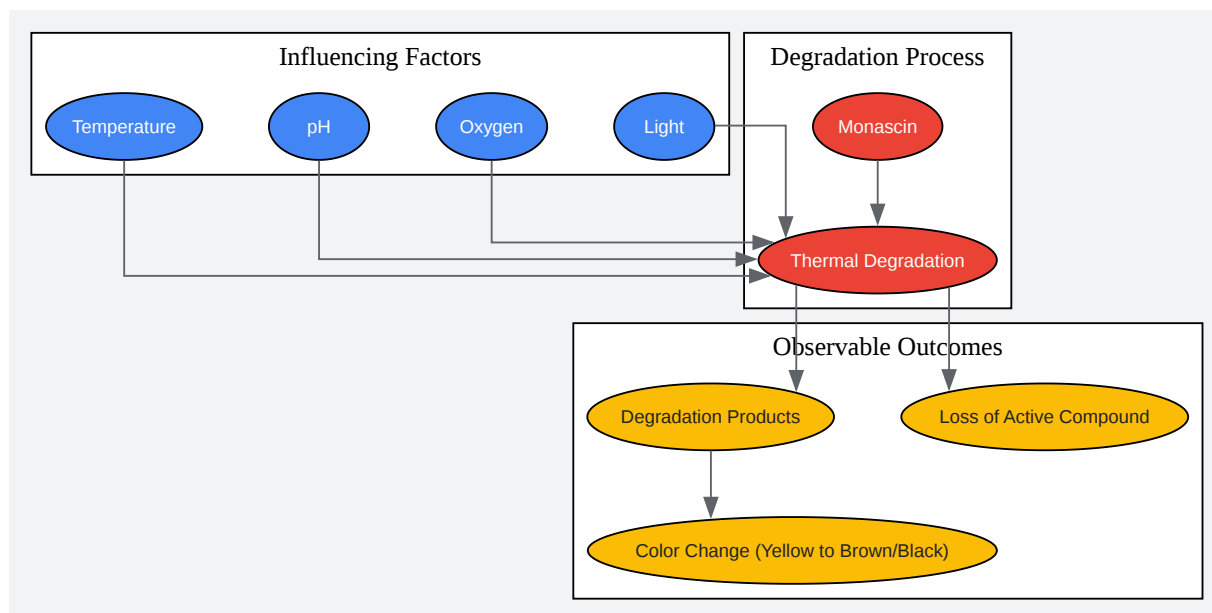 Influencing Factors
Degradation Process
Temperature
pH
Oxygen
Light
Monascin
Thermal Degradation
Observable Outcomes
Degradation Products
Loss of Active Compound
Color Change (Yellow to Brown/Black)